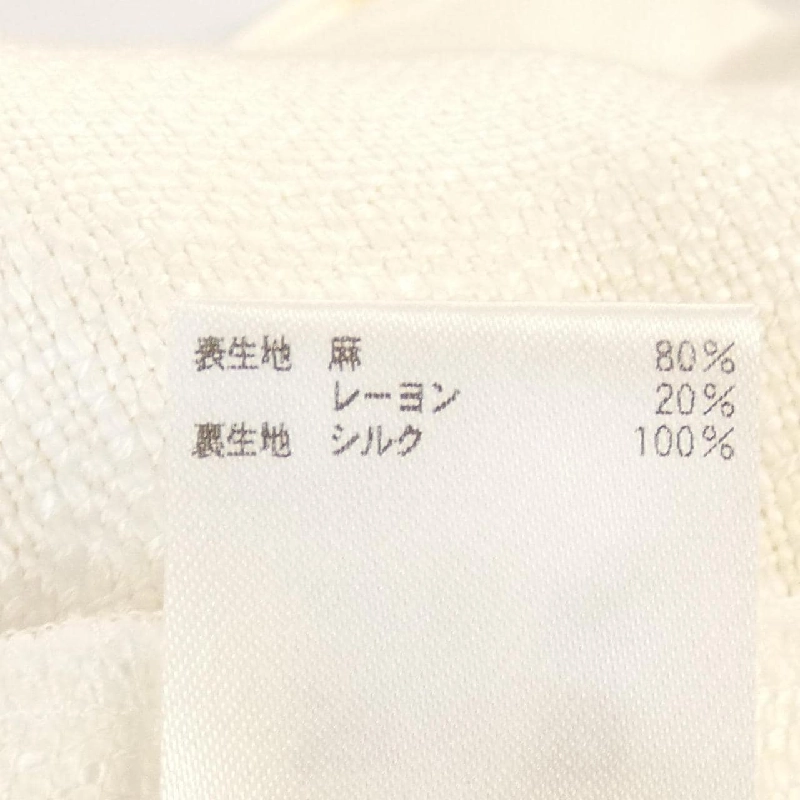 表生地 麻 80%
レーヨン 20%
裏生地 シルク 100%